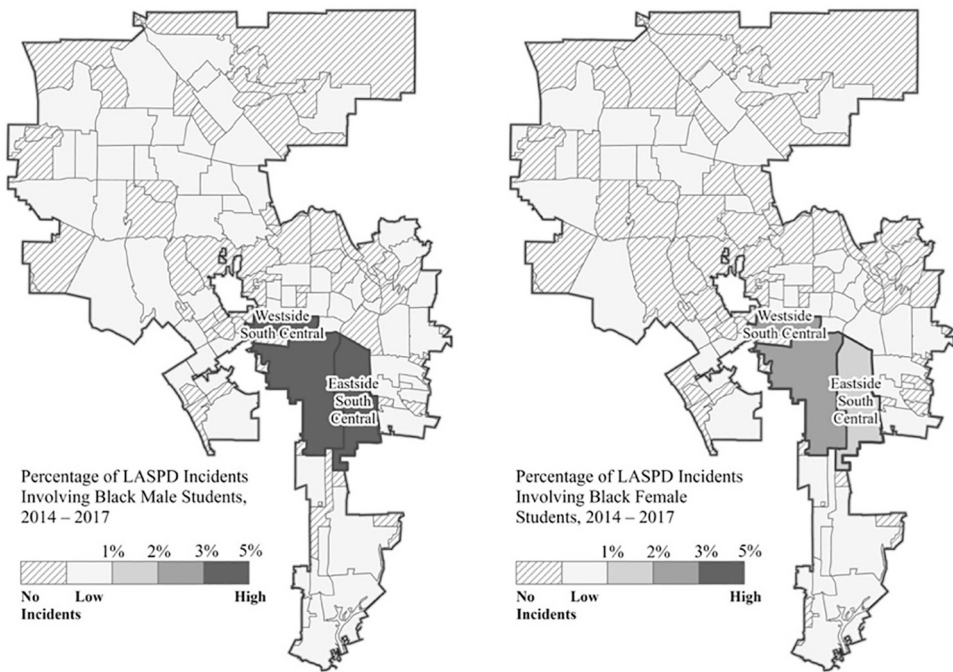 Westside
South Central
Eastside
South
Central
Percentage of LASPD Incidents
Involving Black Male Students,
2014 – 2017
1% 2% 3% 5%
No Low High
Incidents
Westside
South Central
Eastside
South
Central
Percentage of LASPD Incidents
Involving Black Female
Students, 2014 – 2017
1% 2% 3% 5%
No Low High
Incidents